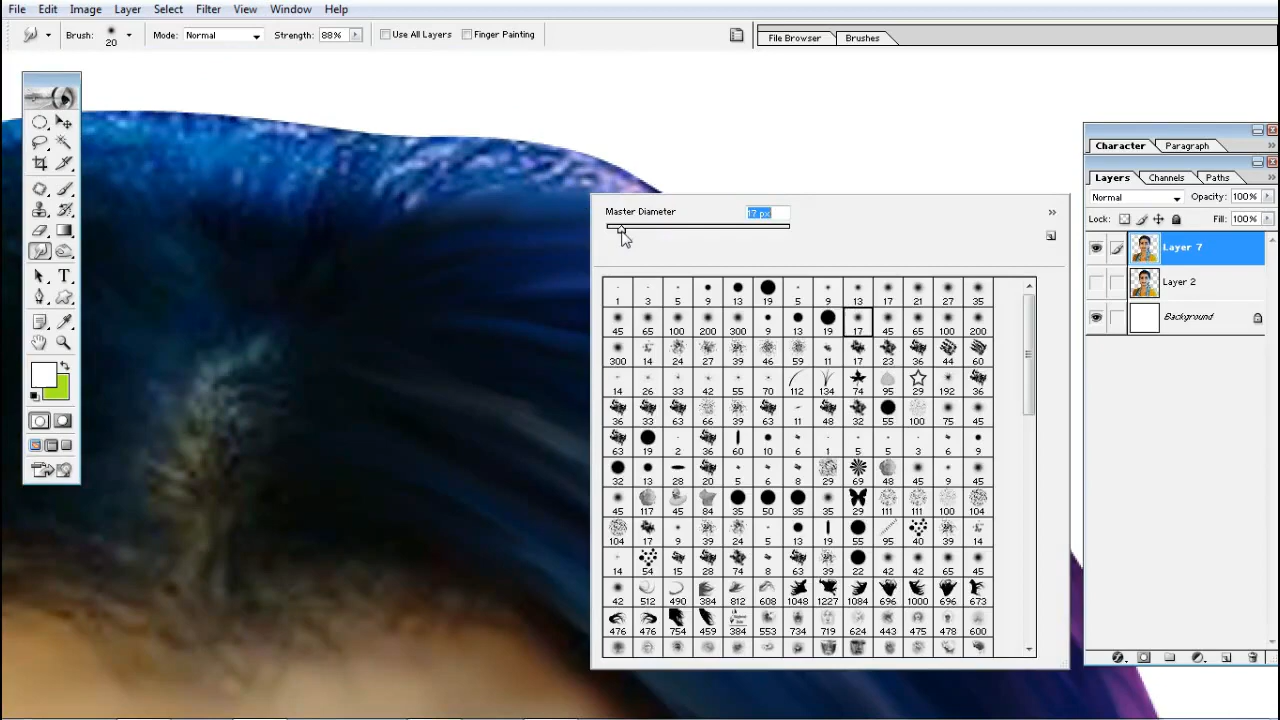 File Edit Image Layer Select Filter View Window Help
Brush: 20 Mode: Normal Strength: 88% Use All Layers Finger Painting File Browser Brushes
Character Paragraph
Layers Channels Paths
Normal Opacity: 100%
Lock: Fill: 100%
Layer 7
Layer 2
Background
Master Diameter 17 px
1 3 5 9 13 19 5 9 13 17 21 27 35
45 65 100 200 300 9 13 19 17 45 65 100 200
300 14 24 27 39 46 59 11 17 23 36 44 60
14 26 33 42 55 70 112 134 74 95 29 192 36
36 33 63 66 39 63 11 48 32 55 100 75 45
63 19 2 36 60 10 6 1 5 5 3 6 9
32 13 28 20 5 6 8 29 69 48 45 9 45
45 117 45 84 35 50 35 35 29 111 111 100 104
104 17 9 39 24 5 13 19 55 95 40 39 14
14 54 15 28 74 8 63 39 22 42 42 65 45
42 512 490 384 812 608 1048 1227 1084 696 1000 696 673
476 476 754 459 384 553 734 719 624 443 475 478 600